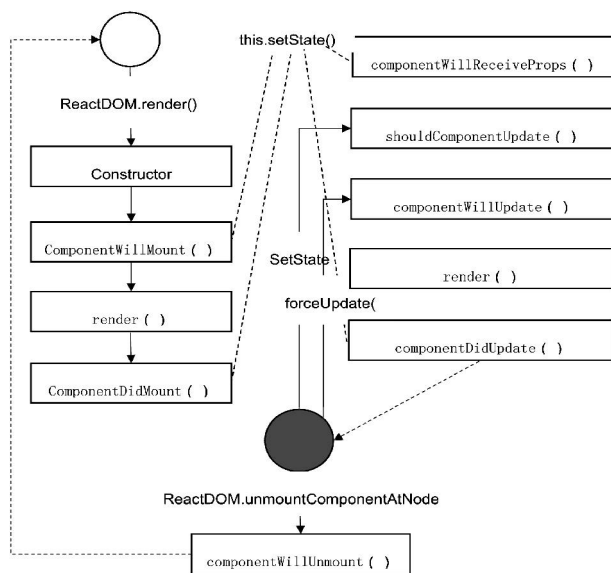 this.setState()
componentWillReceiveProps ( )
ReactDOM.render()
shouldComponentUpdate ( )
Constructor
componentWillUpdate ( )
ComponentWillMount ( )
SetState
render ( )
forceUpdate(
render ( )
componentDidUpdate ( )
ComponentDidMount ( )
ReactDOM.unmountComponentAtNode
componentWillUnmount ( )